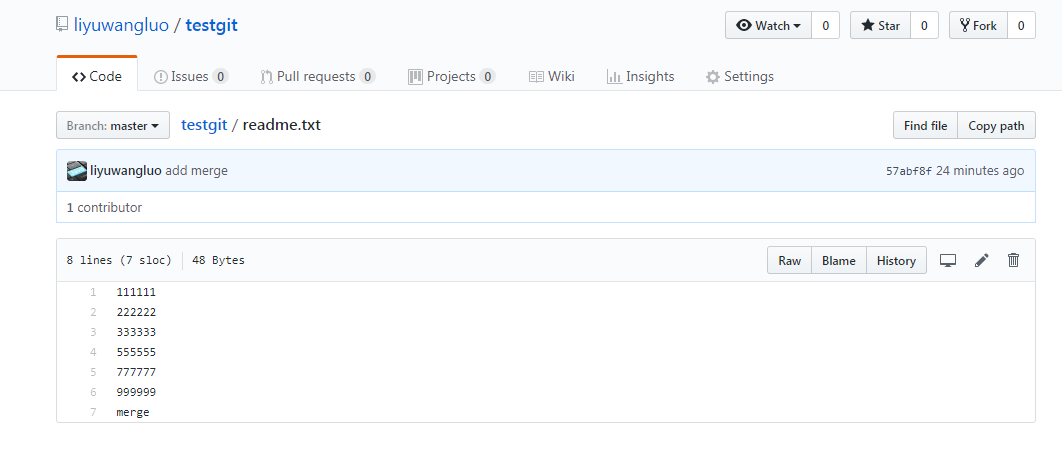 liyuwangluo / testgit
Watch 0 Star 0 Fork 0
Code Issues 0 Pull requests 0 Projects 0 Wiki Insights Settings
Branch: master testgit / readme.txt Find file Copy path
liyuwangluo add merge 57abf8f 24 minutes ago
1 contributor
8 lines (7 sloc) 48 Bytes Raw Blame History
1 111111
2 222222
3 333333
4 555555
5 777777
6 999999
7 merge